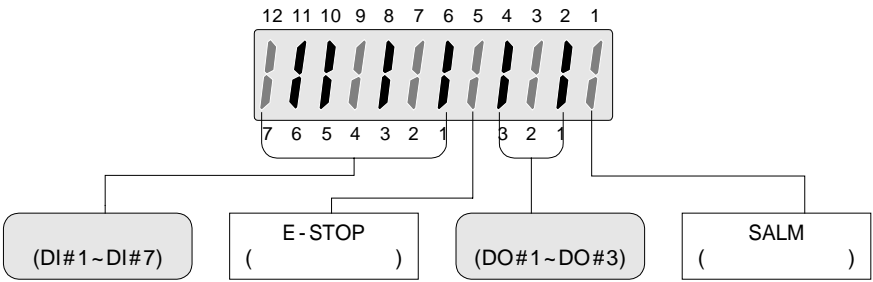 12 11 10 9 8 7 6 5 4 3 2 1
7 6 5 4 3 2 1 3 2 1
(DI#1~DI#7)
E-STOP
( )
(DO#1~DO#3)
SALM
( )